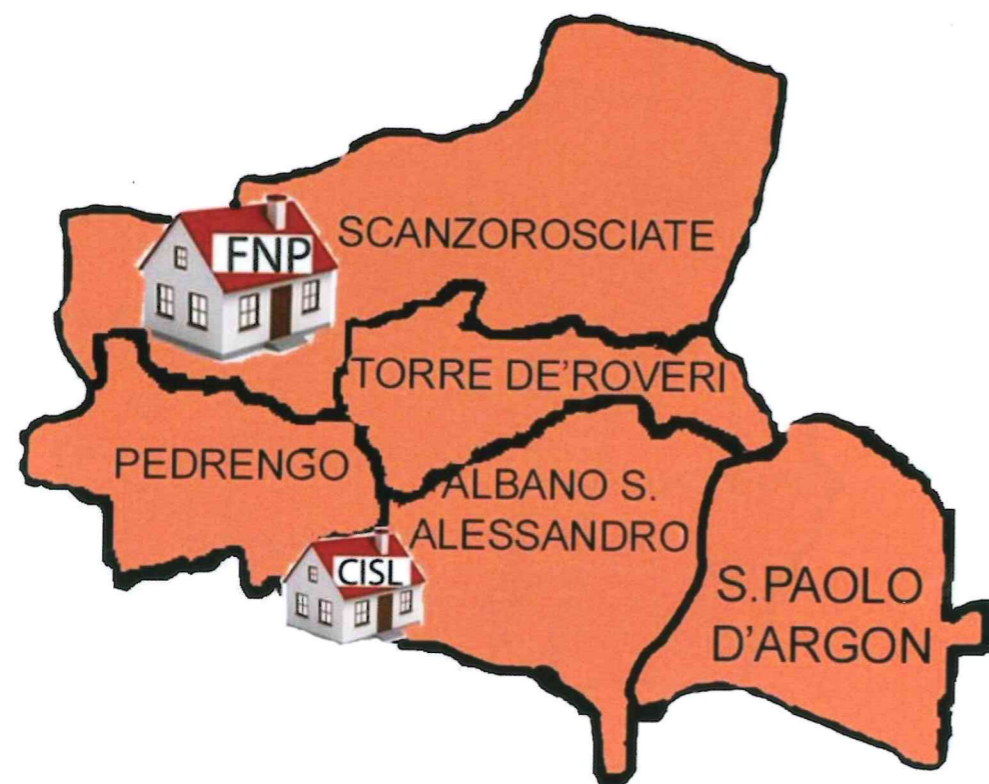 SCANZOROSCIATE
FNP
TORRE DE'ROVERI
PEDRENGO
ALBANO S.
ALESSANDRO
CISL
S.PAOLO
D'ARGON